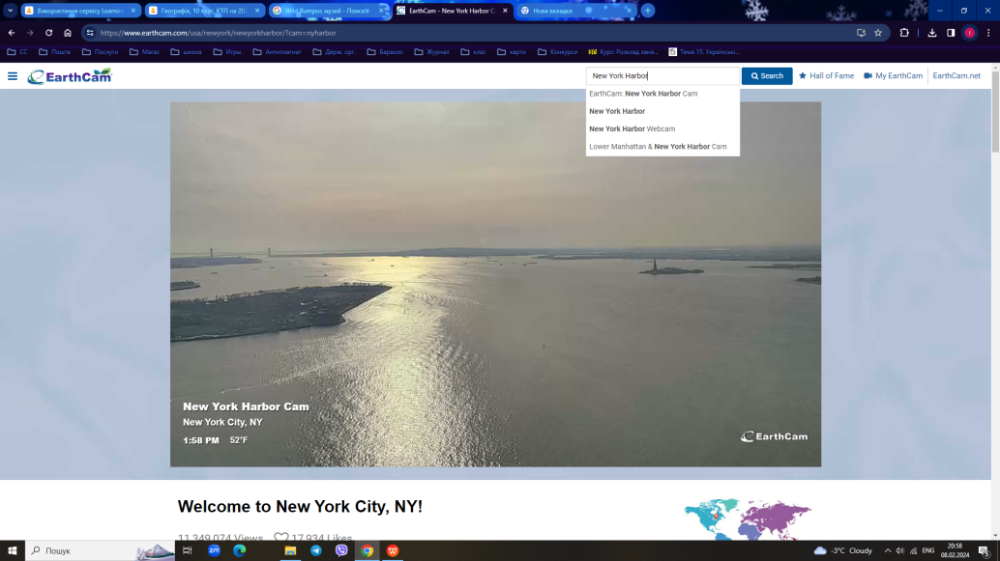 Використання сервісу Learnin
Географія, 10 клас, КТП на 20
Wild Rumpus музей - Поиск
EarthCam - New York Harbor C
Нова вкладка
https://www.earthcam.com/usa/newyork/newyorkharbor/?cam=nyharbor
СС Пошта Послуги Магаз школа Игры Антиплагиат Держ. орг. Барахло Журнал клас карти Конкурси Курс: Розклад заня... Тема 15. Українські...
EarthCam
New York Harbor
Search
Hall of Fame
My EarthCam
EarthCam.net
EarthCam: New York Harbor Cam
New York Harbor
New York Harbor Webcam
Lower Manhattan & New York Harbor Cam
New York Harbor Cam
New York City, NY
1:58 PM 52°F
EarthCam
Welcome to New York City, NY!
11,349,074 Views 17,934 Likes
Пошук
zm
-3°C Cloudy
ENG
20:58
08.02.2024